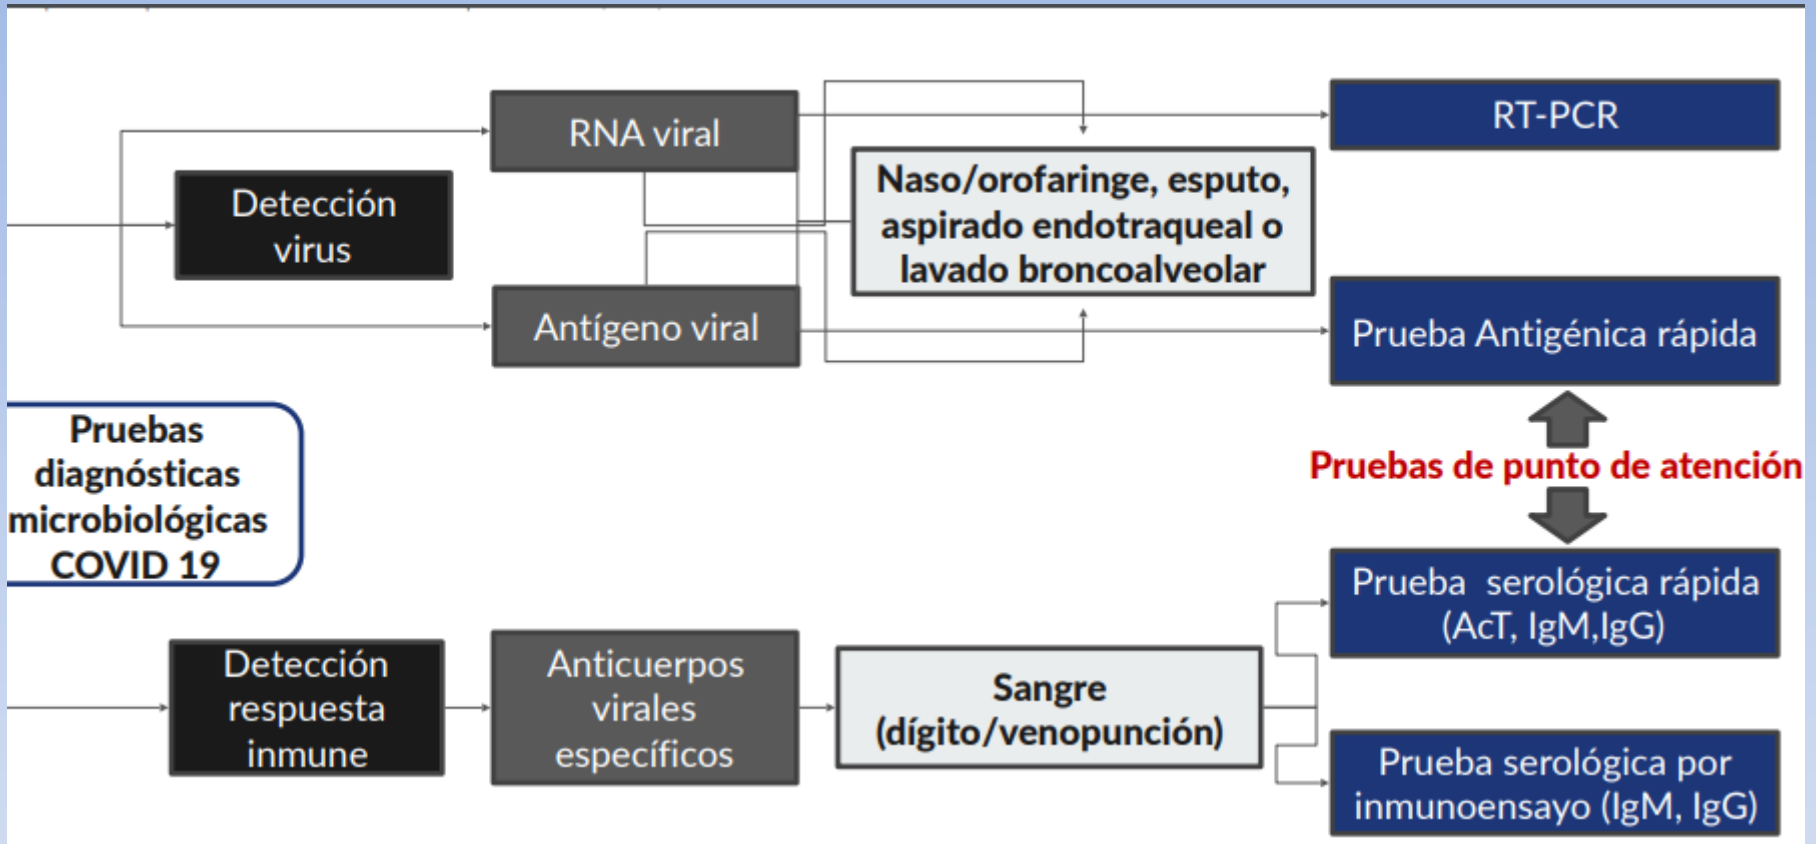 RNA viral
RT-PCR
Detección
virus
Naso/orofaringe, esputo,
aspirado endotraqueal o
lavado broncoalveolar
Antígeno viral
Prueba Antigénica rápida
Pruebas
diagnósticas
microbiológicas
COVID 19
Pruebas de punto de atención
Detección
respuesta
inmune
Anticuerpos
virales
específicos
Sangre
(dígito/venopunción)
Prueba serológica rápida
(AcT, IgM,IgG)
Prueba serológica por
inmunoensayo (IgM, IgG)